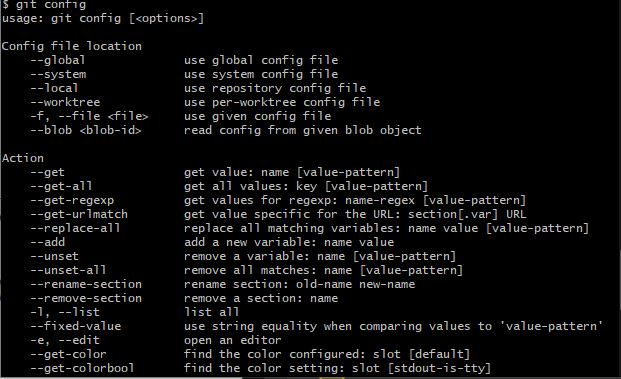 $ git config
usage: git config [<options>]

Config file location
    --global              use global config file
    --system              use system config file
    --local               use repository config file
    --worktree            use per-worktree config file
    -f, --file <file>     use given config file
    --blob <blob-id>      read config from given blob object

Action
    --get                 get value: name [value-pattern]
    --get-all             get all values: key [value-pattern]
    --get-regexp          get values for regexp: name-regex [value-pattern]
    --get-urlmatch        get value specific for the URL: section[.var] URL
    --replace-all         replace all matching variables: name value [value-pattern]
    --add                 add a new variable: name value
    --unset               remove a variable: name [value-pattern]
    --unset-all           remove all matches: name [value-pattern]
    --rename-section      rename section: old-name new-name
    --remove-section      remove a section: name
    -l, --list            list all
    --fixed-value         use string equality when comparing values to 'value-pattern'
    -e, --edit            open an editor
    --get-color           find the color configured: slot [default]
    --get-colorbool       find the color setting: slot [stdout-is-tty]